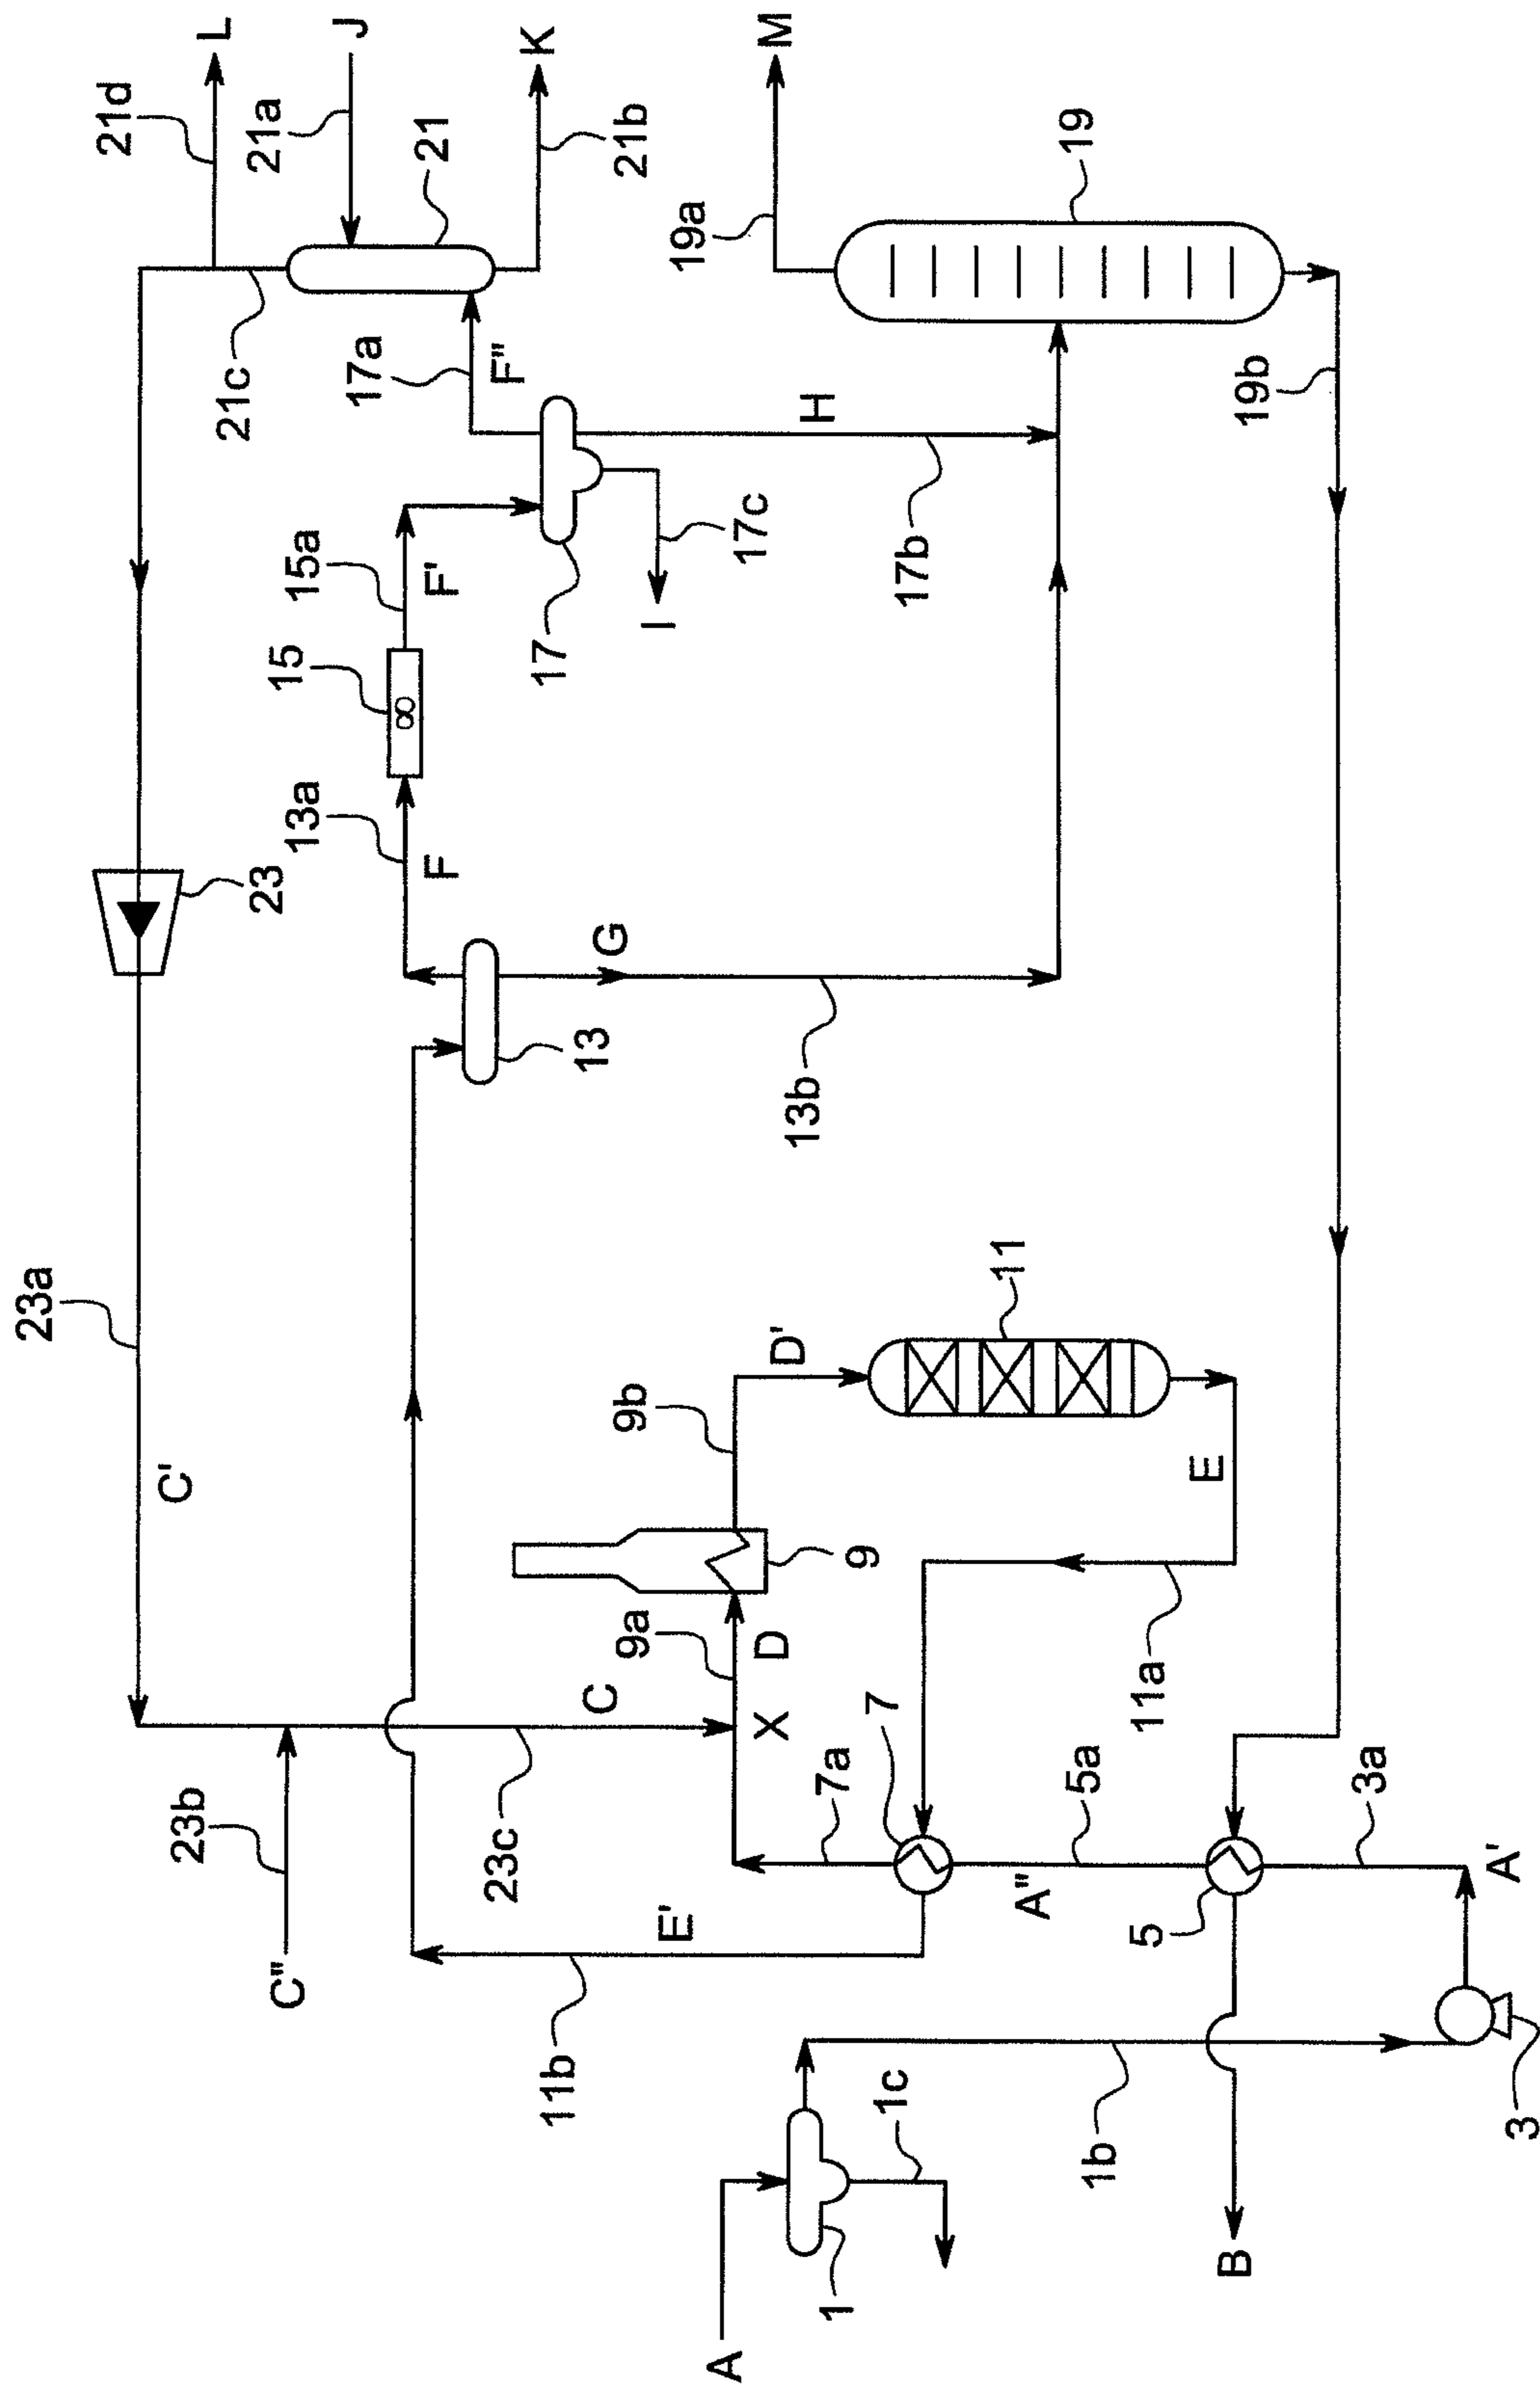 L
J
K
M
21d
21a
21
21b
21c
17a
F"
19a
19
19b
H
17b
17c
I
17
15a
F'
15
13a
F
23
G
13
13b
23a
C'
11
D'
9b
9
E
9a
D
11a
C
X
7
7a
5a
3a
23b
23c
A"
A'
5
E'
C"
11b
1c
1b
3
1
B
A